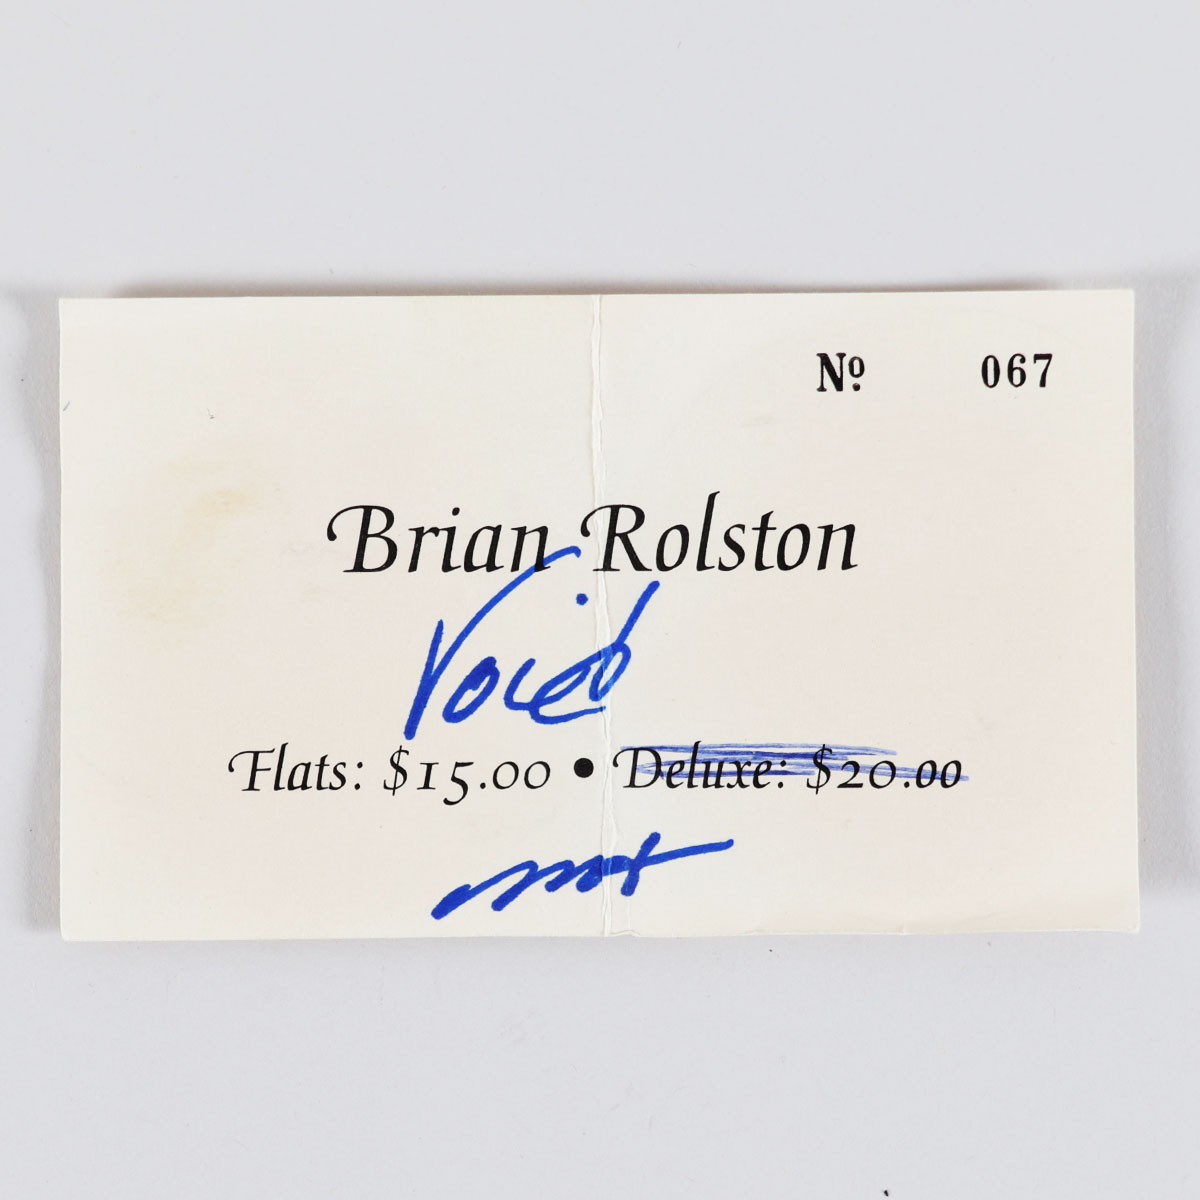 Nº 067
Brian Rolston
Void
Flats: $15.00 • Deluxe: $20.00